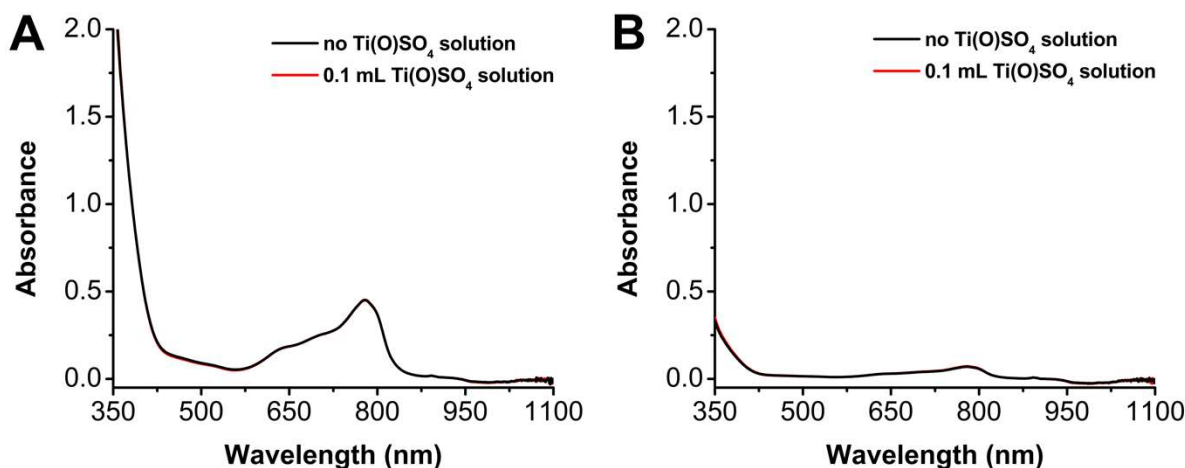 A
no Ti(O)SO₄ solution
0.1 mL Ti(O)SO₄ solution
2.0
1.5
1.0
0.5
0.0
Absorbance
350 500 650 800 950 1100
Wavelength (nm)
B
no Ti(O)SO₄ solution
0.1 mL Ti(O)SO₄ solution
2.0
1.5
1.0
0.5
0.0
Absorbance
350 500 650 800 950 1100
Wavelength (nm)